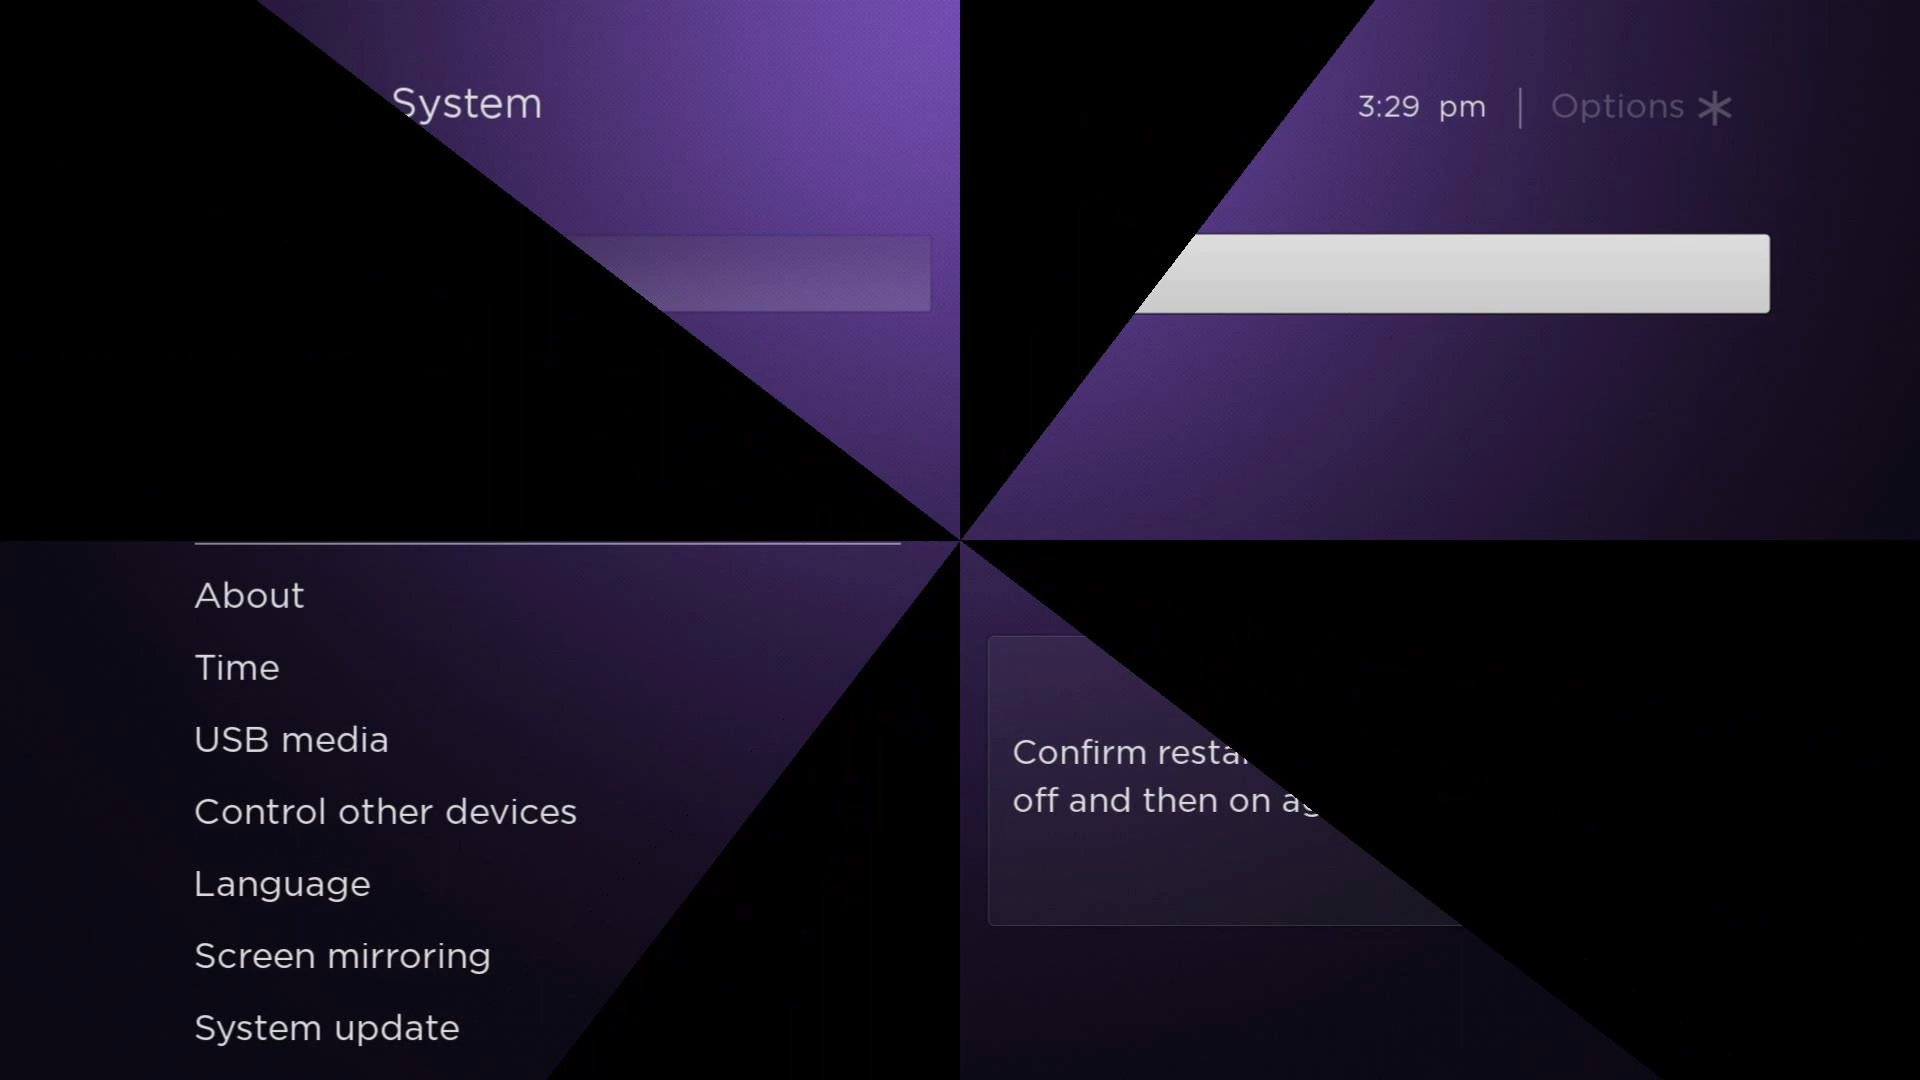 System
3:29 pm | Options
About
Time
USB media
Control other devices
Language
Screen mirroring
System update
Confirm
off and then on